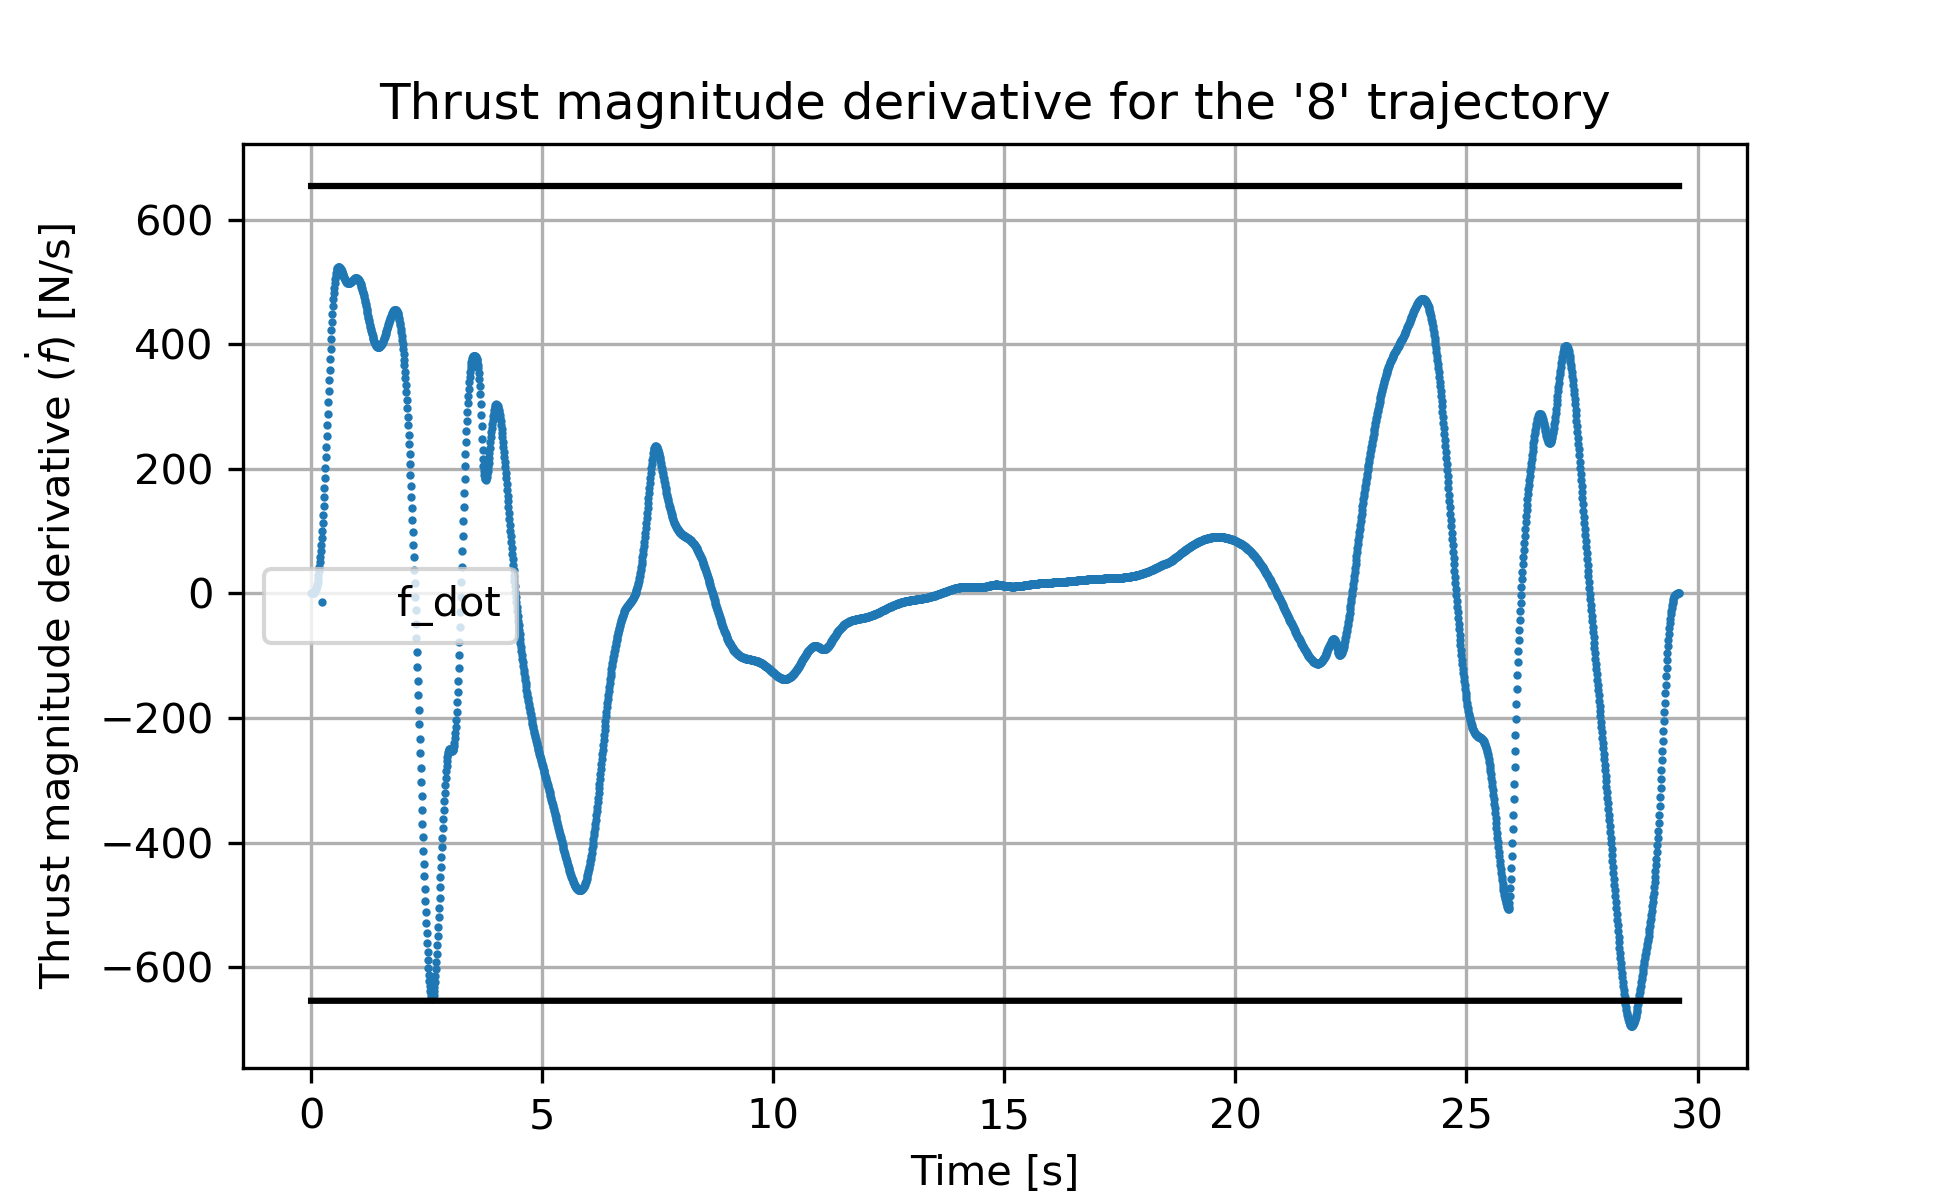 Thrust magnitude derivative for the '8' trajectory
Thrust magnitude derivative (ḟ) [N/s]
600
400
200
0
−200
−400
−600
f_dot
0 5 10 15 20 25 30
Time [s]